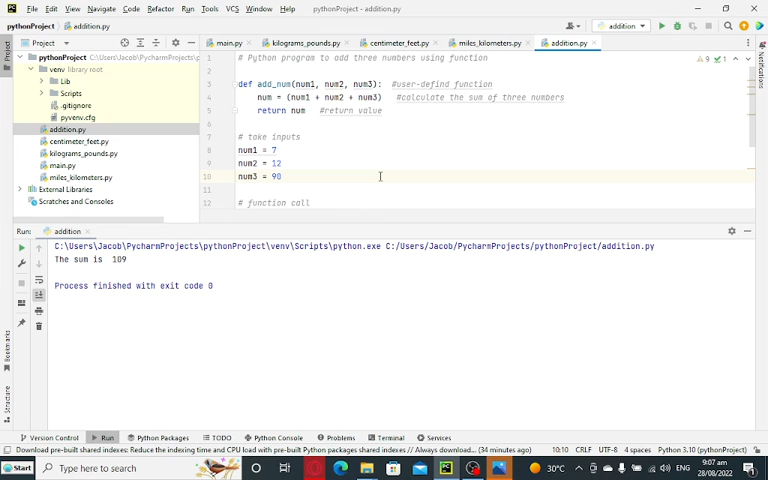 File Edit View Navigate Code Refactor Run Tools VCS Window Help pythonProject - addition.py
pythonProject addition.py addition
Project main.py kilograms_pounds.py centimeter_feet.py miles_kilometers.py addition.py
pythonProject C:\Users\Jacob\PycharmProjects\pythonProject
venv library root
Lib
Scripts
.gitignore
pyvenv.cfg
addition.py
centimeter_feet.py
kilograms_pounds.py
main.py
miles_kilometers.py
External Libraries
Scratches and Consoles
1 # Python program to add three numbers using function
2
3 def add_num(num1, num2, num3): #user-defind function
4 num = (num1 + num2 + num3) #calculate the sum of three numbers
5 return num #return value
6
7 # take inputs
8 num1 = 7
9 num2 = 12
10 num3 = 90
11
12 # function call
9 1
Project
Bookmarks
Structure
Notifications
Run: addition
C:\Users\Jacob\PycharmProjects\pythonProject\venv\Scripts\python.exe C:/Users/Jacob/PycharmProjects/pythonProject/addition.py
The sum is 109
Process finished with exit code 0
Version Control Run Python Packages TODO Python Console Problems Terminal Services
Download pre-built shared indexes: Reduce the indexing time and CPU load with pre-built Python packages shared indexes // Always download... (34 minutes ago) 10:10 CRLF UTF-8 4 spaces Python 3.10 (pythonProject)
Start Type here to search 30°C ENG 9:07 am
28/08/2022